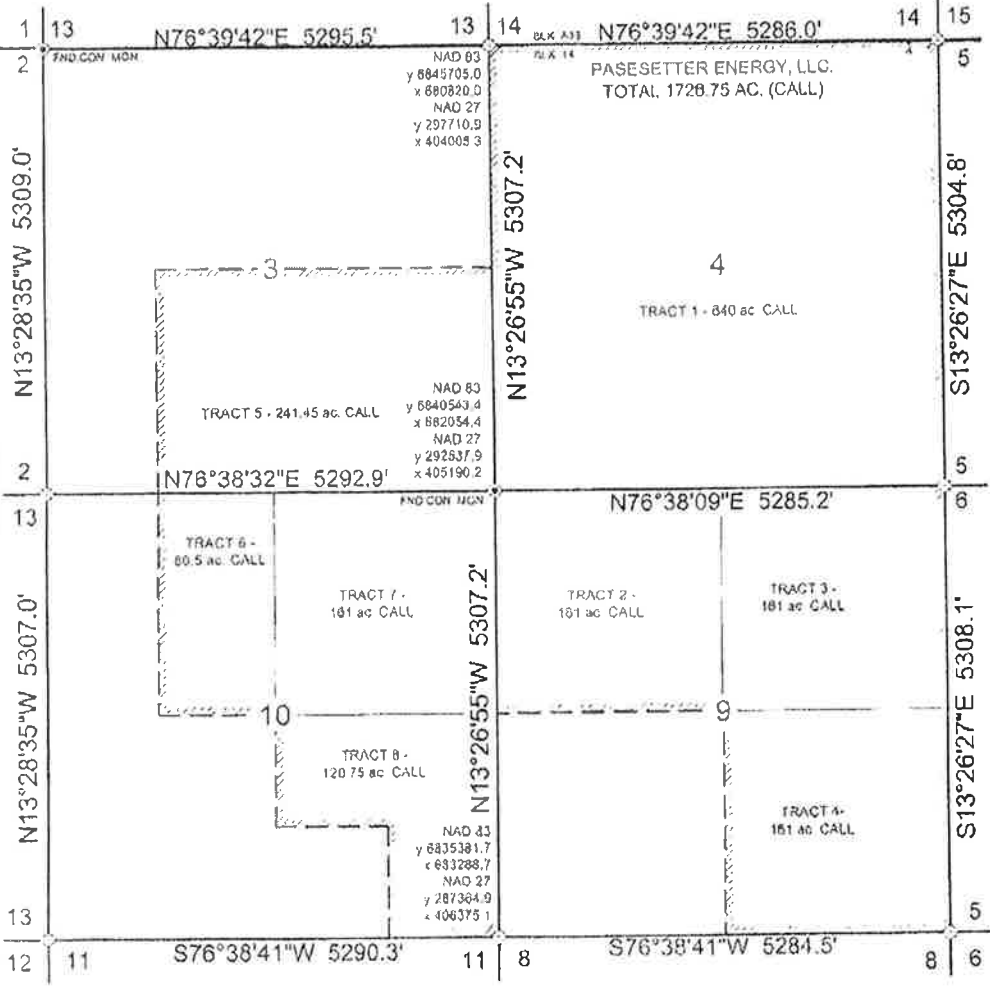 1
13
N76°39'42"E 5295.5'
13
14
BLK A33
BLK 14
N76°39'42"E 5286.0'
14
15
2
FND CON MON
NAD 83
y 6845705.0
x 680820.0
NAD 27
y 297710.9
x 404005.3
PASESETTER ENERGY, LLC.
TOTAL 1728.75 AC. (CALL)
4
5
N13°28'35"W 5309.0'
N13°26'55"W 5307.2'
S13°26'27"E 5304.8'
3
4
TRACT 1 - 640 ac CALL
TRACT 5 - 241.45 ac. CALL
NAD 83
y 6840543.4
x 682054.4
NAD 27
y 292537.9
x 405190.2
2
N76°38'32"E 5292.9'
5
13
FND CON MON
N76°38'09"E 5285.2'
6
TRACT 6 -
80.5 ac. CALL
TRACT 7 -
161 ac CALL
TRACT 2 -
161 ac CALL
TRACT 3 -
161 ac CALL
N13°28'35"W 5307.0'
N13°26'55"W 5307.2'
S13°26'27"E 5308.1'
10
9
TRACT 8 -
120.75 ac CALL
TRACT 4-
161 ac CALL
NAD 83
y 6835381.7
x 683288.7
NAD 27
y 287364.9
x 406375.1
13
5
12
11
S76°38'41"W 5290.3'
11
8
S76°38'41"W 5284.5'
8
6